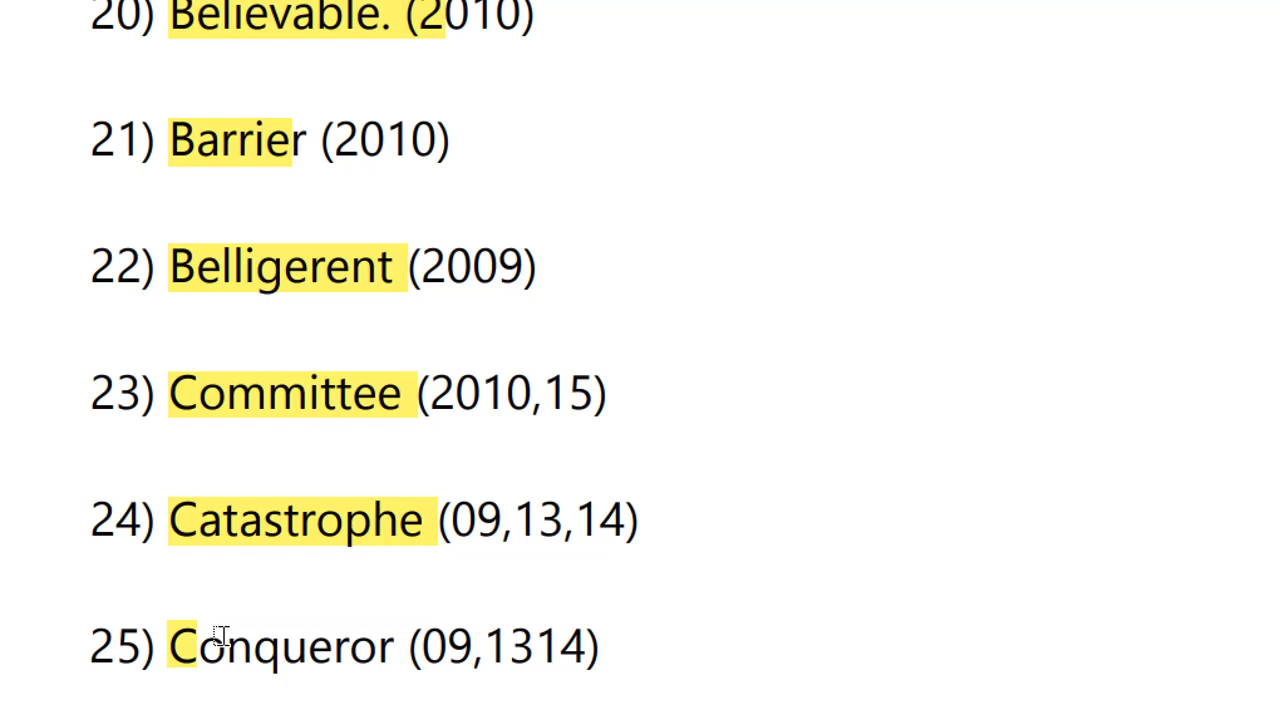 20) Believable. (2010)
21) Barrier (2010)
22) Belligerent (2009)
23) Committee (2010,15)
24) Catastrophe (09,13,14)
25) Conqueror (09,1314)